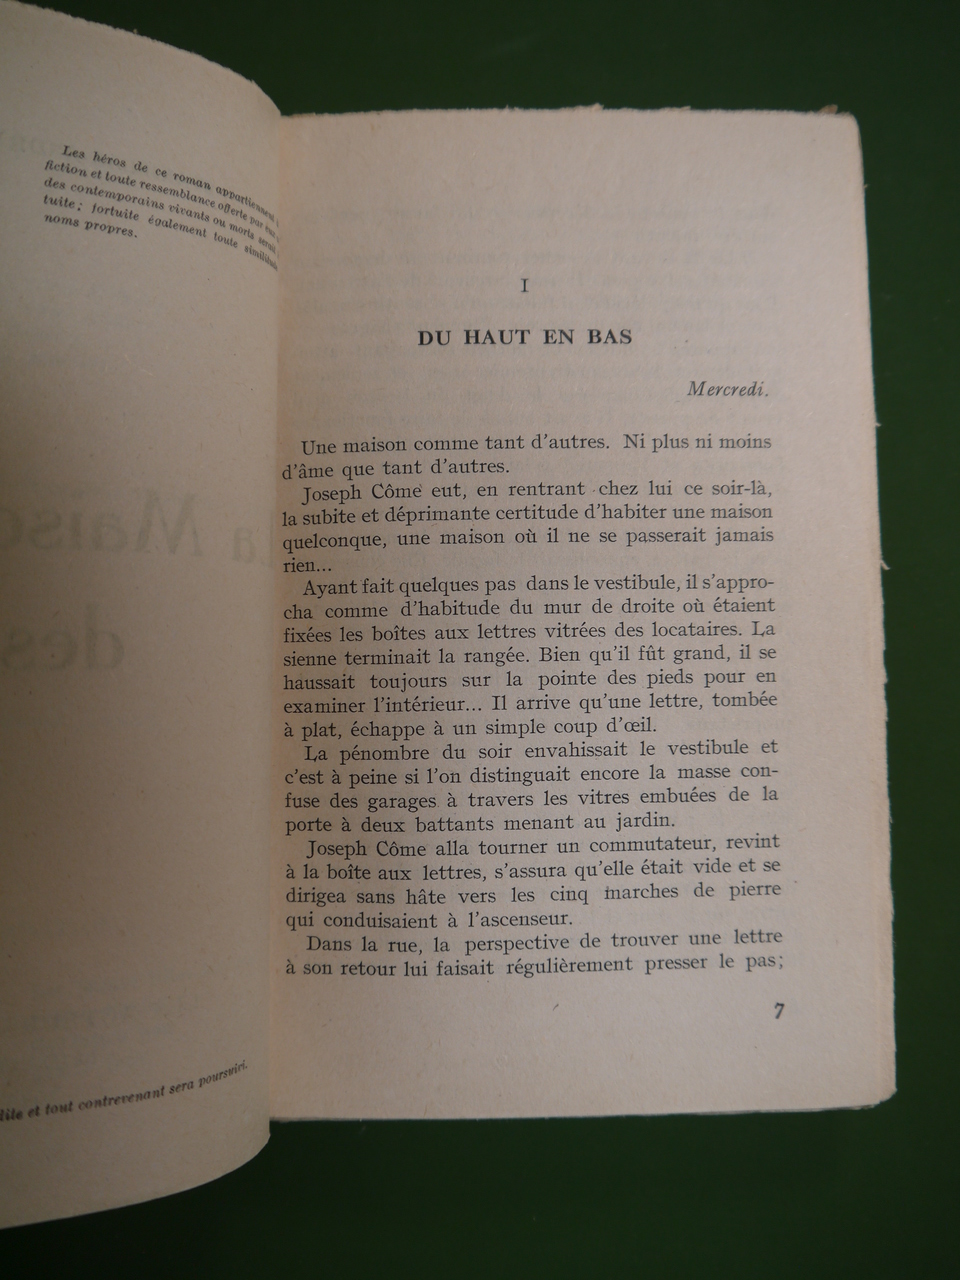 Les héros de ce roman appartiennent
fiction et toute ressemblance offerte par
des contemporains vivants ou morts serait
tuite; fortuite également toute similitude
noms propres.
dite et tout contrevenant sera poursuivi.
I
DU HAUT EN BAS
Mercredi.
Une maison comme tant d'autres. Ni plus ni moins
d'âme que tant d'autres.
Joseph Côme eut, en rentrant chez lui ce soir-là,
la subite et déprimante certitude d'habiter une maison
quelconque, une maison où il ne se passerait jamais
rien...
Ayant fait quelques pas dans le vestibule, il s'appro-
cha comme d'habitude du mur de droite où étaient
fixées les boîtes aux lettres vitrées des locataires. La
sienne terminait la rangée. Bien qu'il fût grand, il se
haussait toujours sur la pointe des pieds pour en
examiner l'intérieur... Il arrive qu'une lettre, tombée
à plat, échappe à un simple coup d'œil.
La pénombre du soir envahissait le vestibule et
c'est à peine si l'on distinguait encore la masse con-
fuse des garages à travers les vitres embuées de la
porte à deux battants menant au jardin.
Joseph Côme alla tourner un commutateur, revint
à la boîte aux lettres, s'assura qu'elle était vide et se
dirigea sans hâte vers les cinq marches de pierre
qui conduisaient à l'ascenseur.
Dans la rue, la perspective de trouver une lettre
à son retour lui faisait régulièrement presser le pas;
7